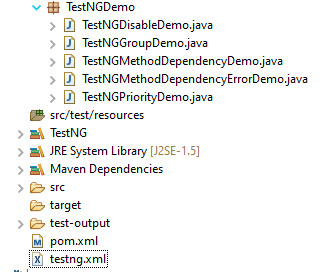 TestNGDemo
TestNGDisableDemo.java
TestNGGroupDemo.java
TestNGMethodDependencyDemo.java
TestNGMethodDependencyErrorDemo.java
TestNGPriorityDemo.java
src/test/resources
TestNG
JRE System Library [J2SE-1.5]
Maven Dependencies
src
target
test-output
pom.xml
testng.xml